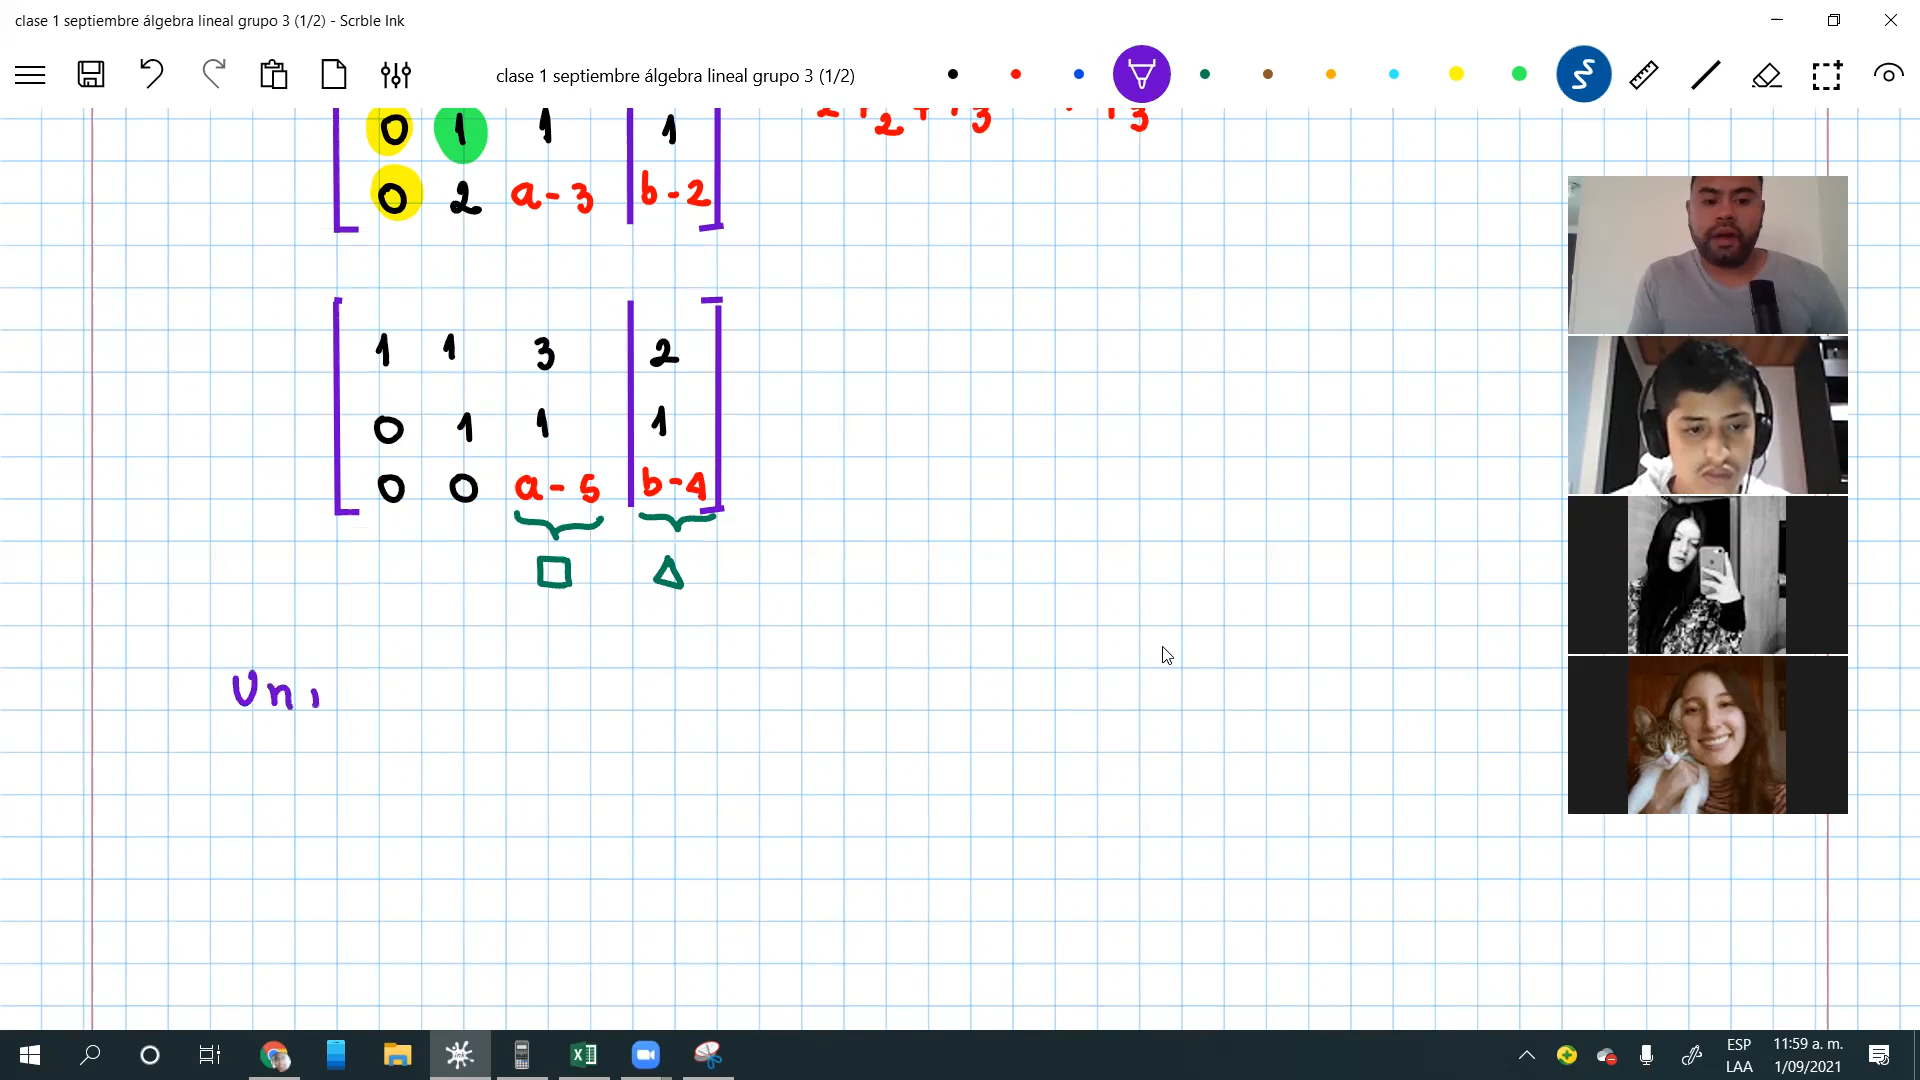 clase 1 septiembre álgebra lineal grupo 3 (1/2) - Scrble Ink
clase 1 septiembre álgebra lineal grupo 3 (1/2)
0 1 1 1
0 2 a-3 b-2
1 1 3 2
0 1 1 1
0 0 a-5 b-4
Uni
ESP
LAA
11:59 a. m.
1/09/2021